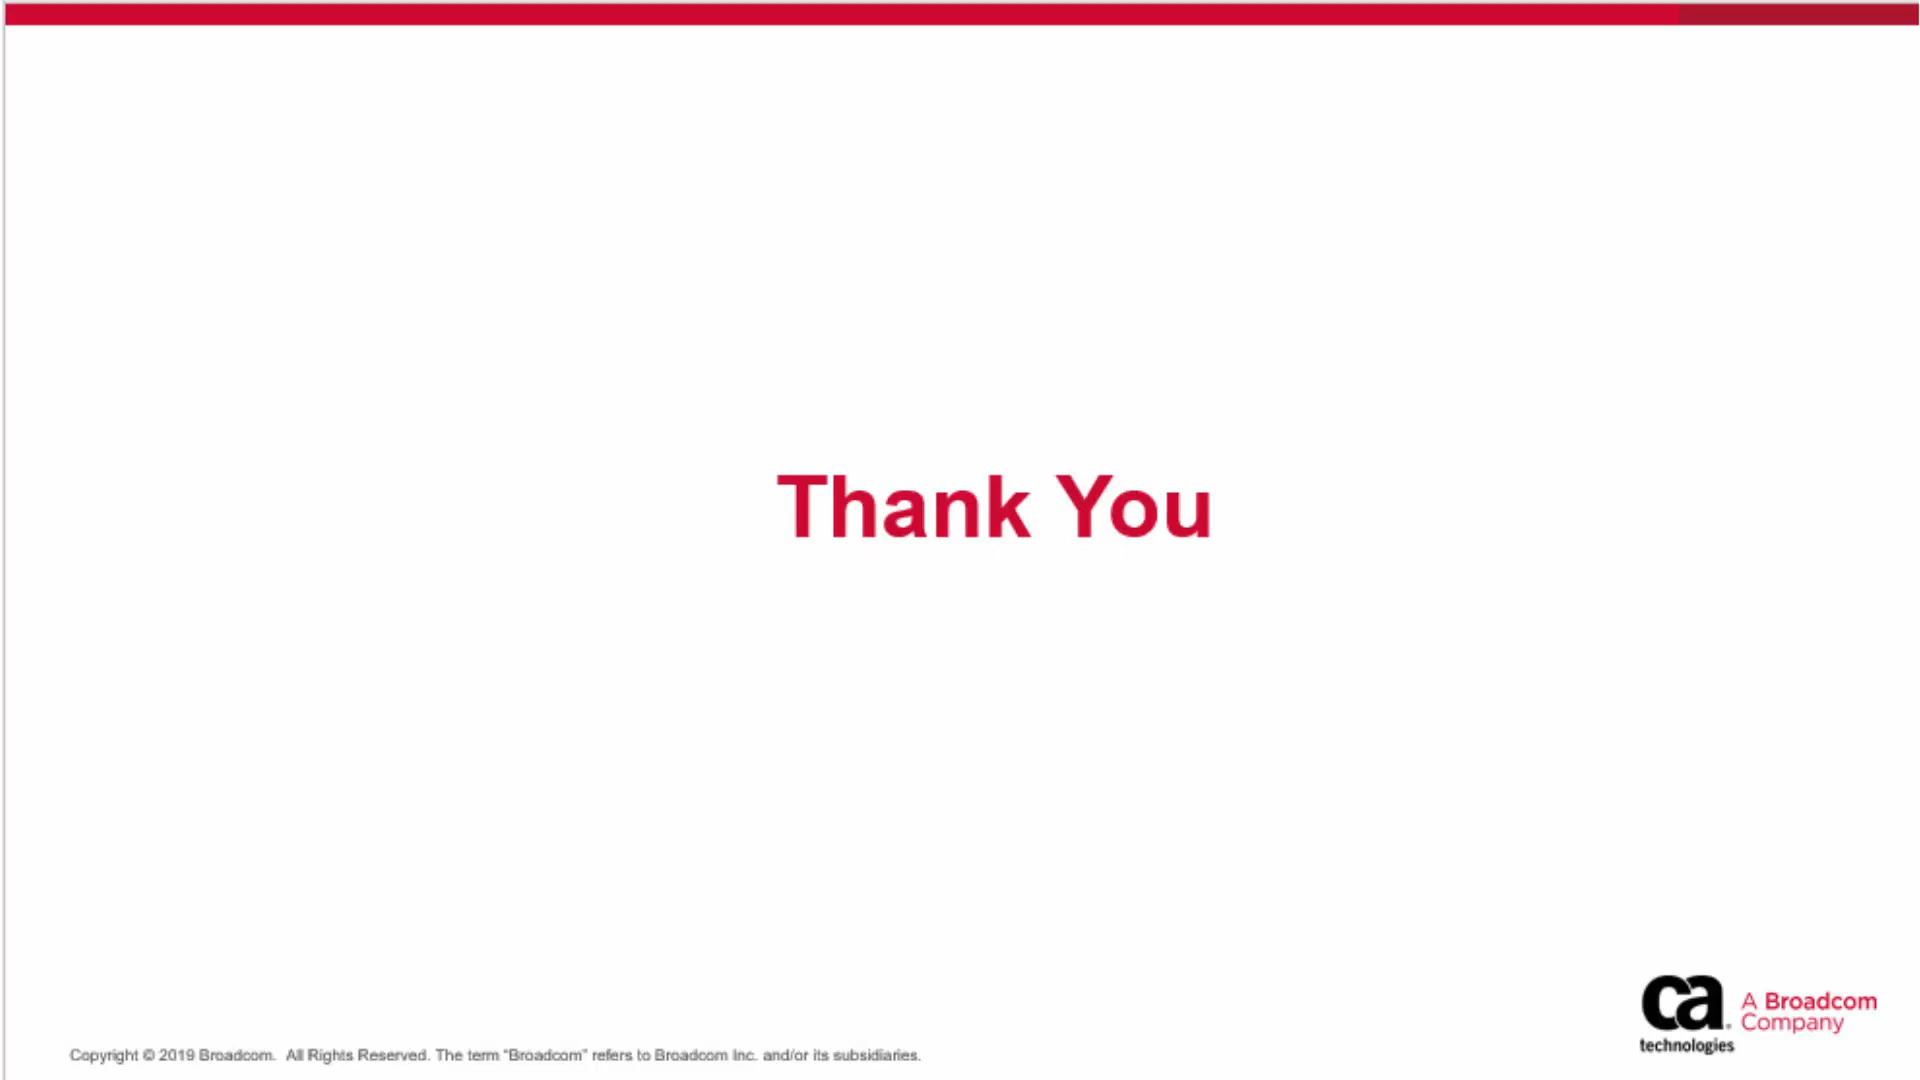 Thank You
ca
technologies
A Broadcom
Company
Copyright © 2019 Broadcom. All Rights Reserved. The term “Broadcom” refers to Broadcom Inc. and/or its subsidiaries.